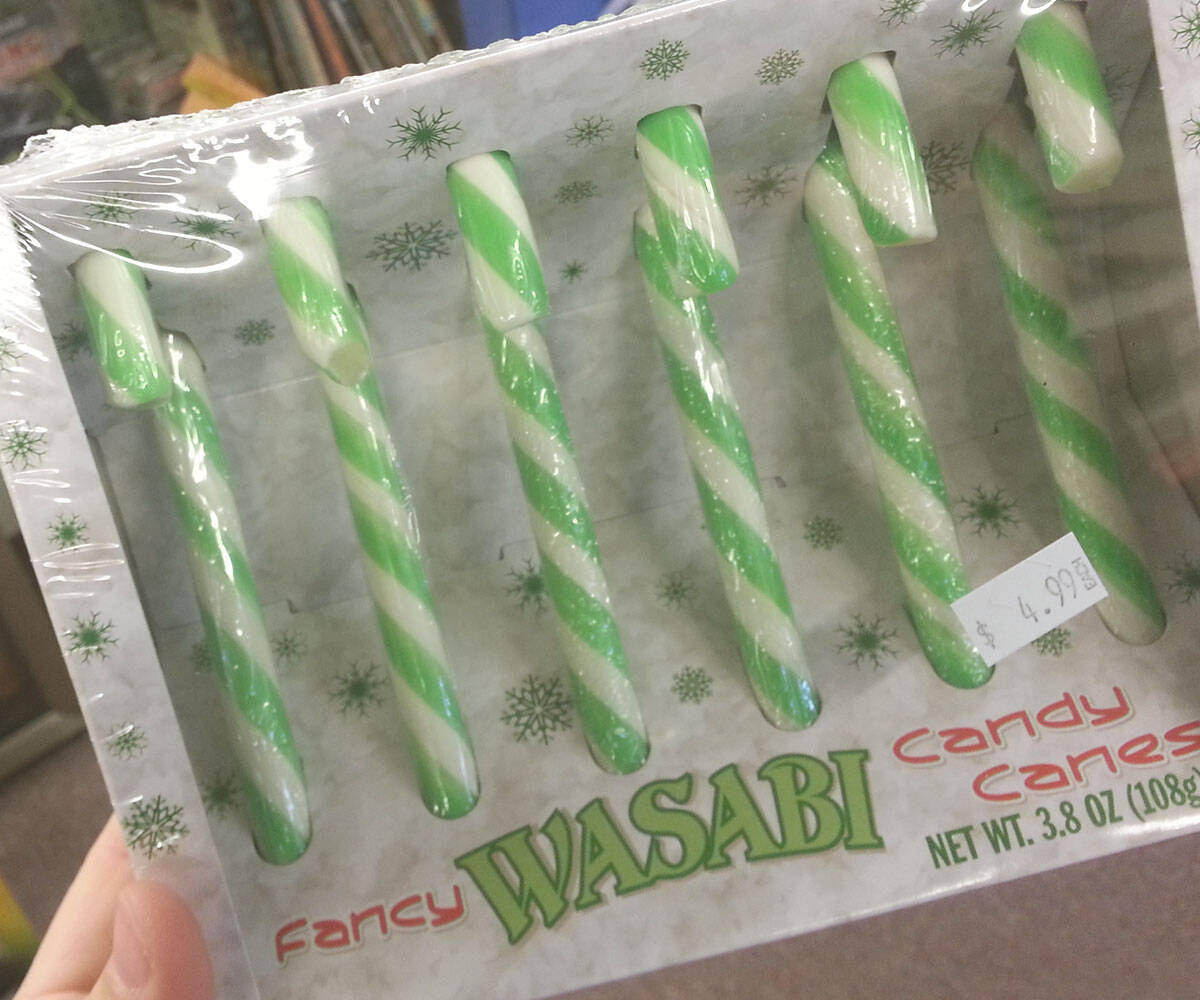 $ 4.99 EACH
Fancy WASABI Candy
Canes
NET WT. 3.8 OZ (108g)